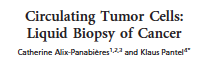 Circulating Tumor Cells:
Liquid Biopsy of Cancer
Catherine Alix-Panabières1,2,3 and Klaus Pantel4*